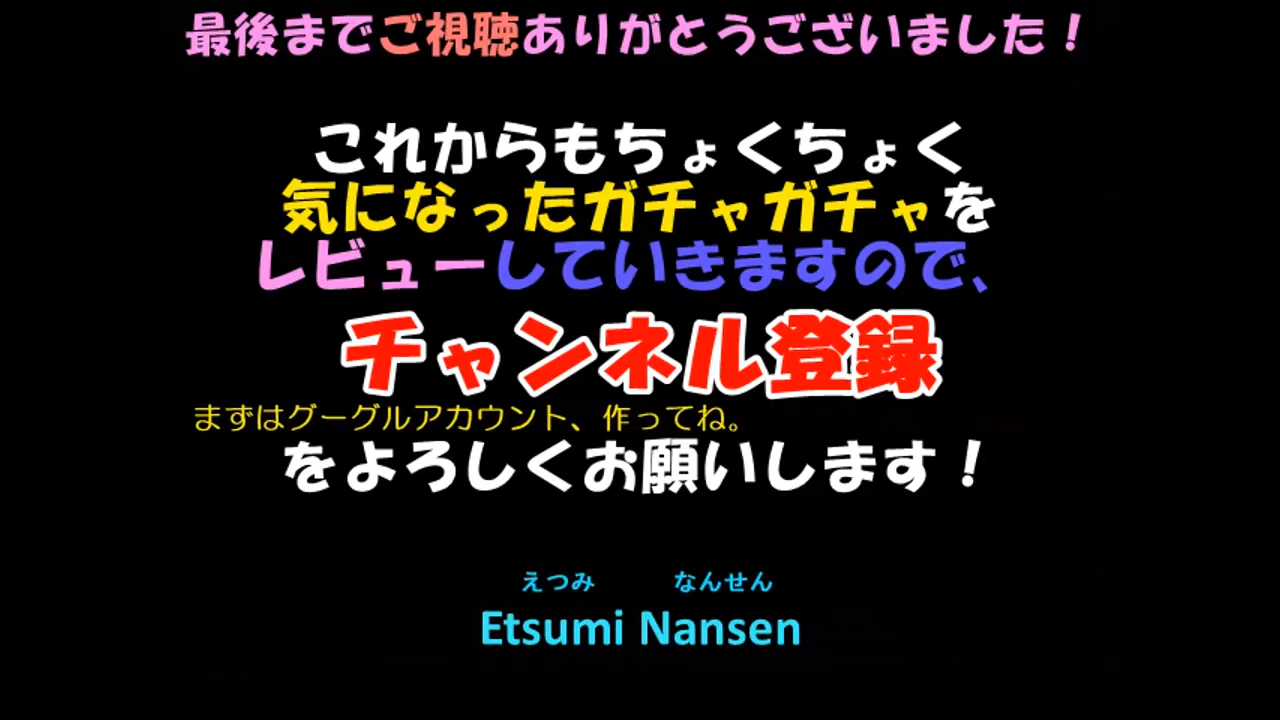 最後までご視聴ありがとうございました！
これからもちょくちょく
気になったガチャガチャを
レビューしていきますので、
チャンネル登録
まずはグーグルアカウント、作ってね。
をよろしくお願いします！
えつみ なんせん
Etsumi Nansen